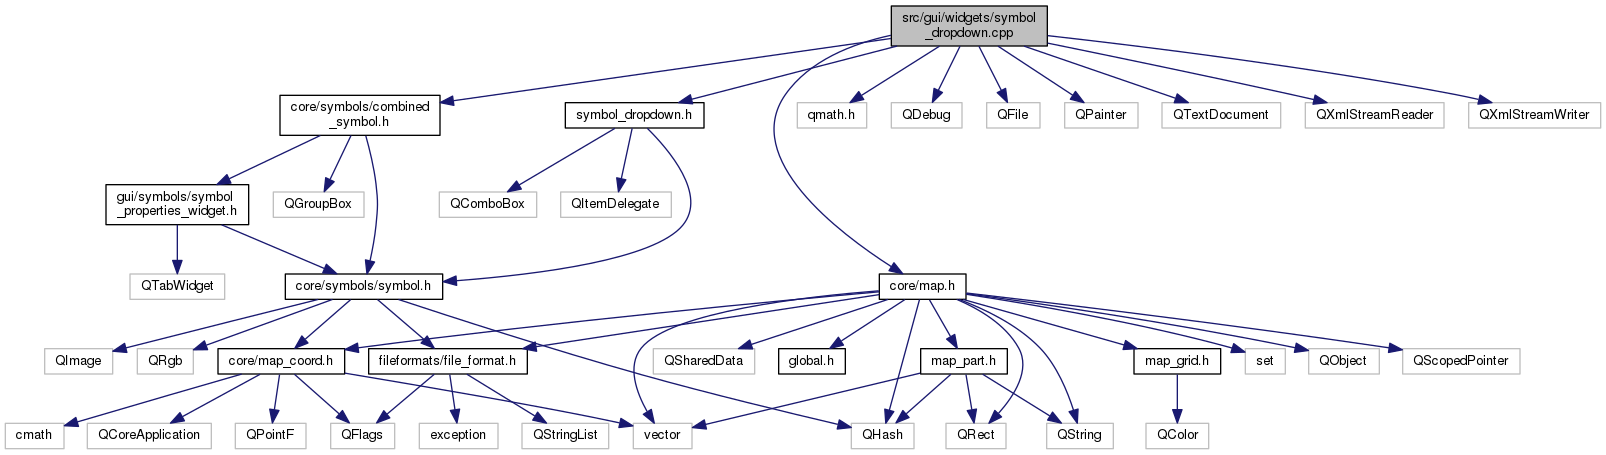 src/gui/widgets/symbol
_dropdown.cpp
core/symbols/combined
_symbol.h
symbol_dropdown.h
qmath.h
QDebug
QFile
QPainter
QTextDocument
QXmlStreamReader
QXmlStreamWriter
gui/symbols/symbol
_properties_widget.h
QGroupBox
QComboBox
QItemDelegate
QTabWidget
core/symbols/symbol.h
core/map.h
QImage
QRgb
core/map_coord.h
fileformats/file_format.h
QSharedData
global.h
map_part.h
map_grid.h
set
QObject
QScopedPointer
cmath
QCoreApplication
QPointF
QFlags
exception
QStringList
vector
QHash
QRect
QString
QColor